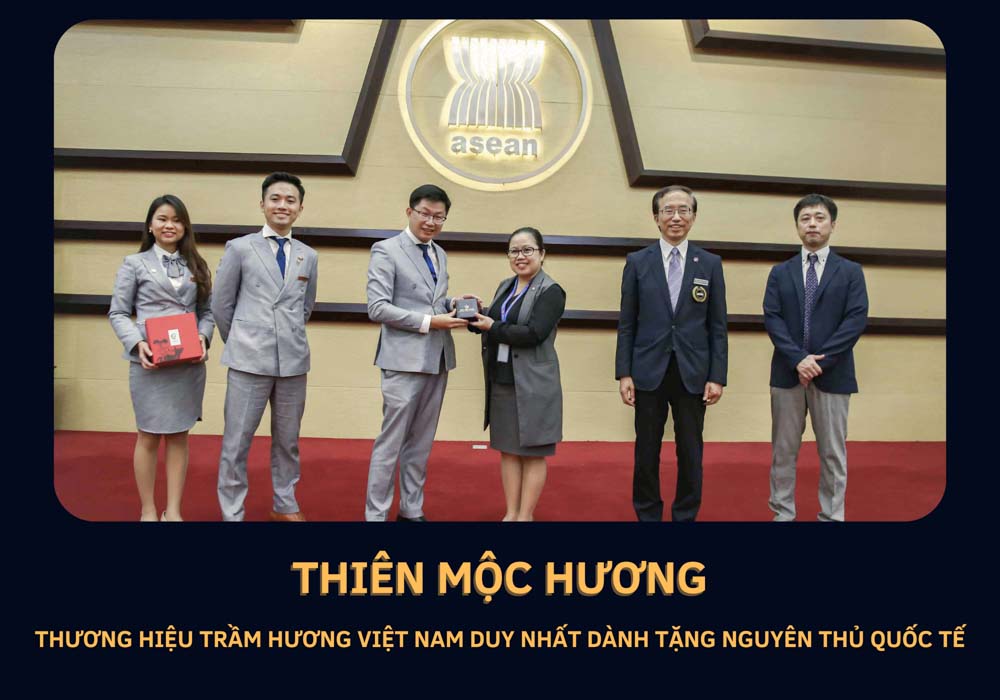 asean
THIÊN MỘC HƯƠNG
THƯƠNG HIỆU TRẦM HƯƠNG VIỆT NAM DUY NHẤT DÀNH TẶNG NGUYÊN THỦ QUỐC TẾ